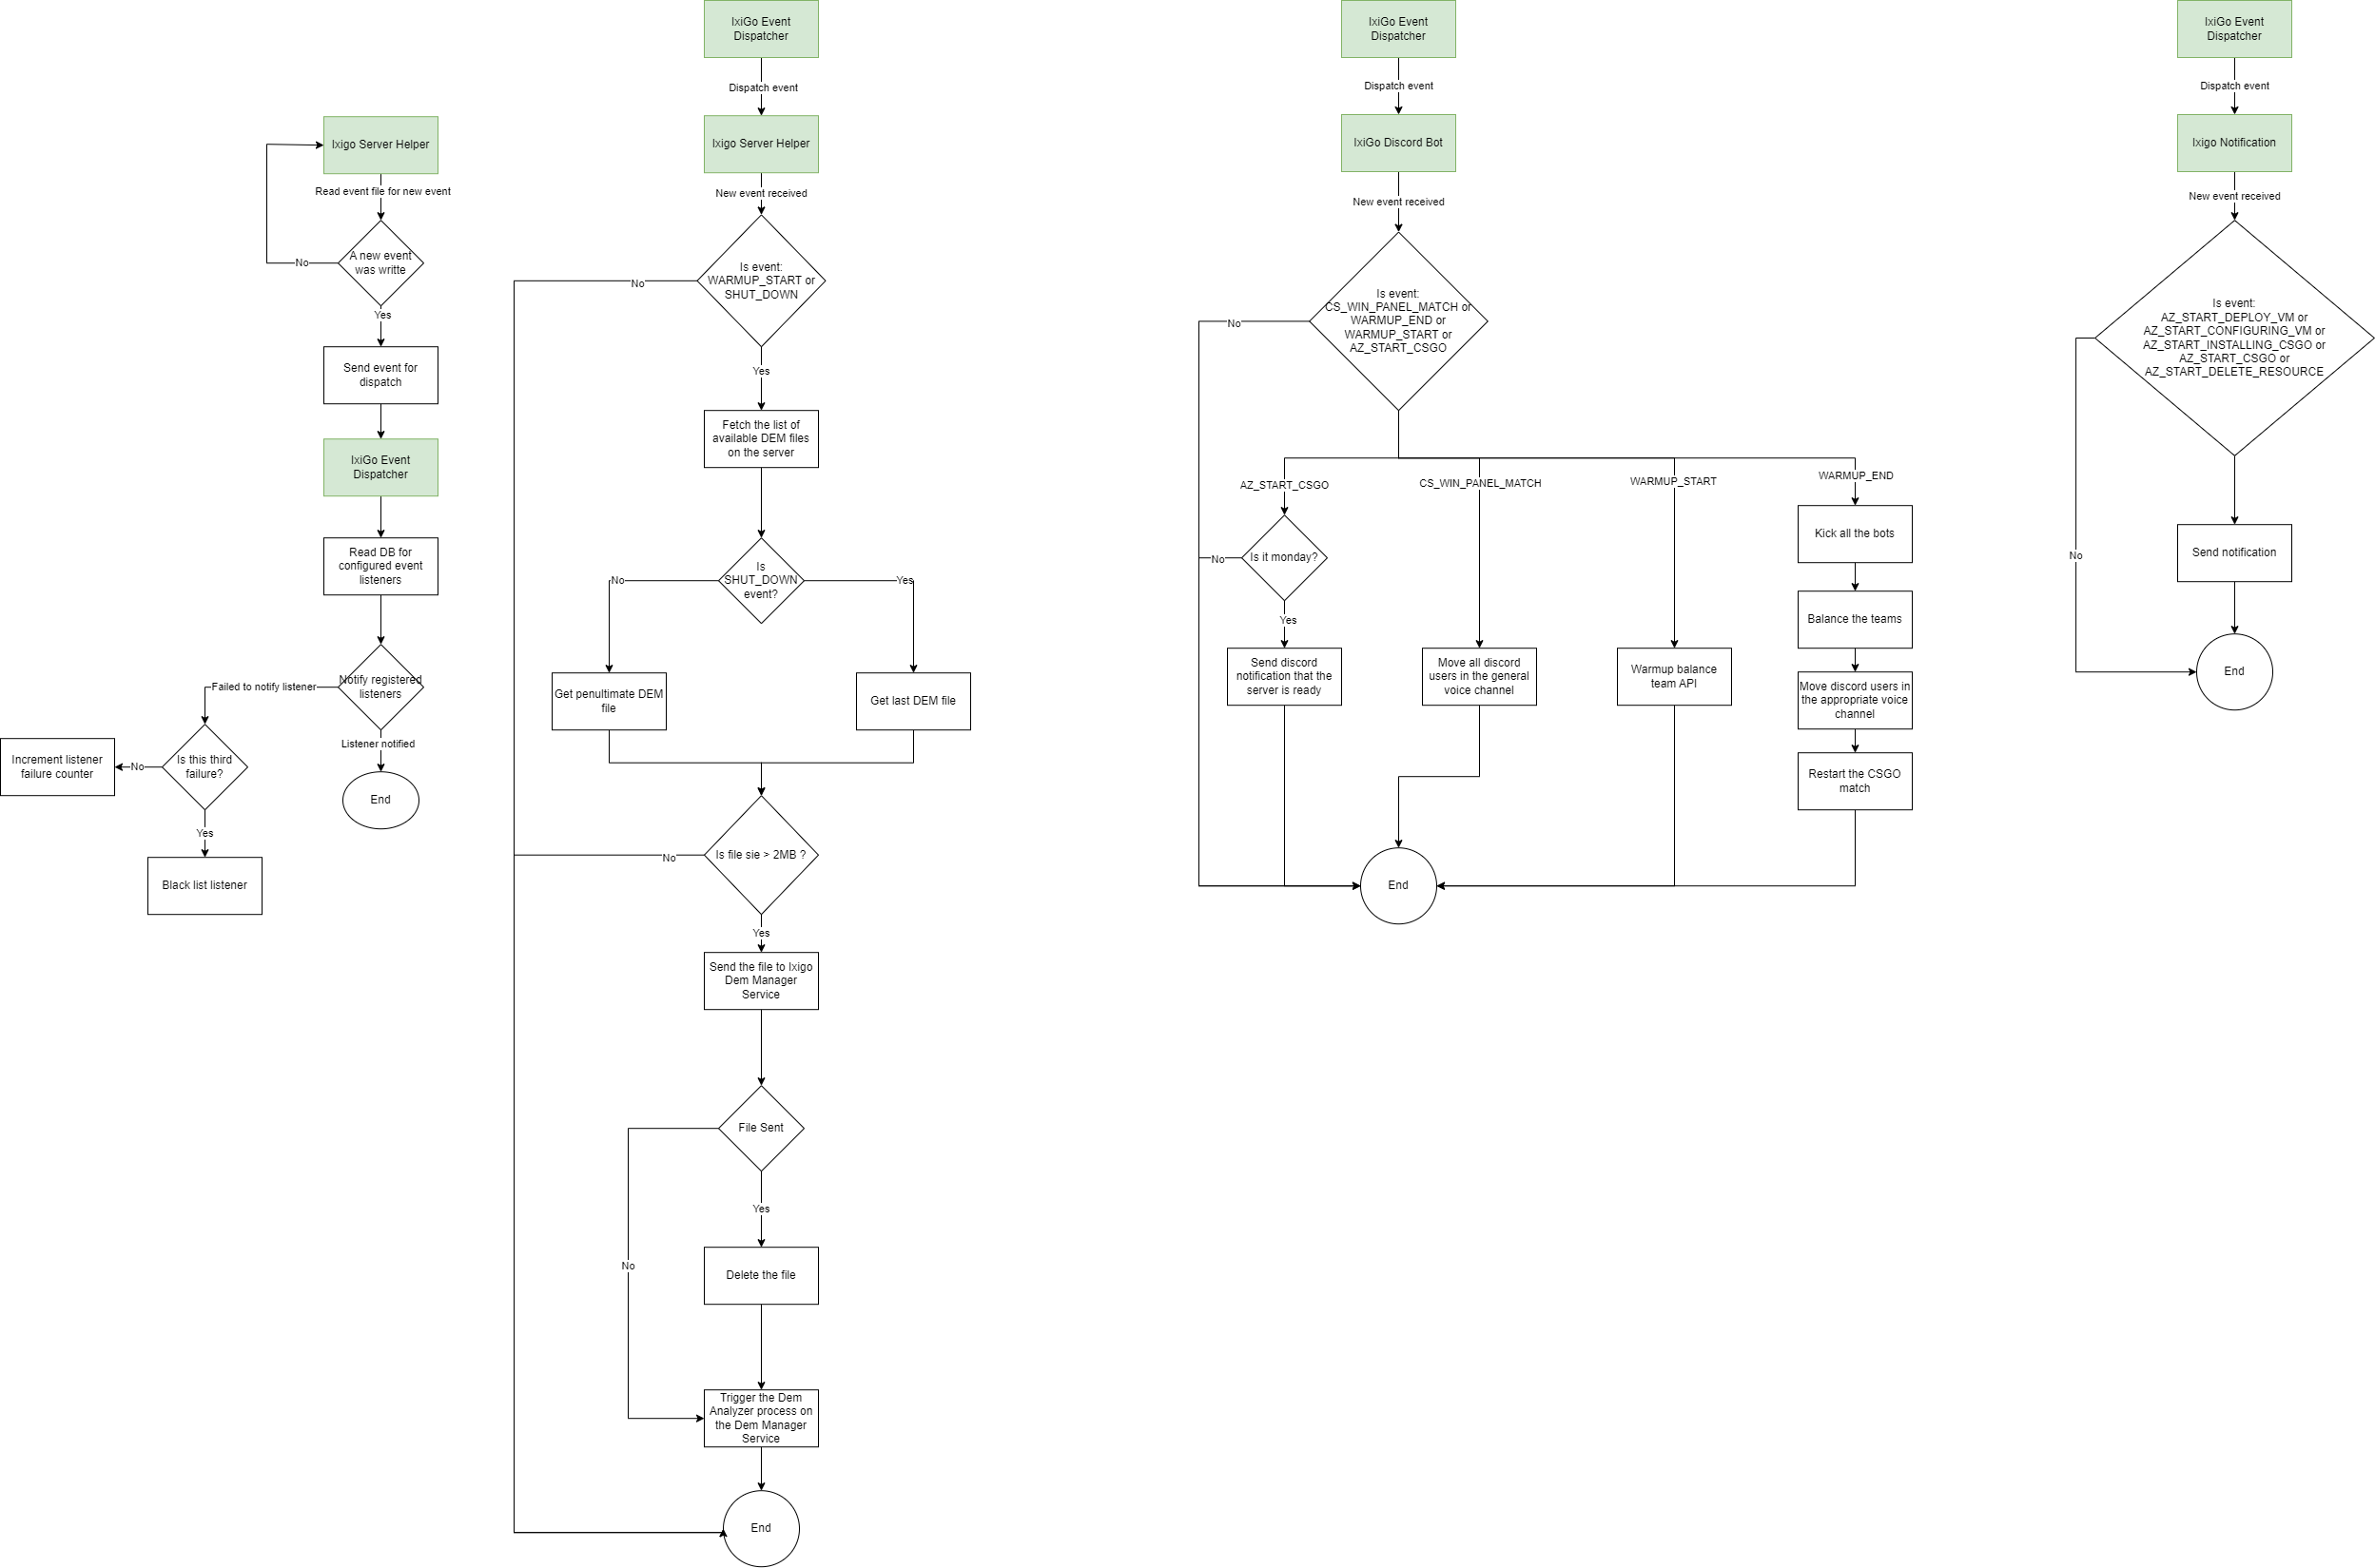 Ixigo Server Helper
Read event file for new event
A new event
was writte
No
Yes
Send event for
dispatch
IxiGo Event
Dispatcher
Read DB for
configured event
listeners
Notify registered
listeners
Failed to notify listener
Listener notified
End
Is this third
failure?
No
Increment listener
failure counter
Yes
Black list listener
IxiGo Event
Dispatcher
Dispatch event
Ixigo Server Helper
New event received
Is event:
WARMUP_START or
SHUT_DOWN
No
Yes
Fetch the list of
available DEM files
on the server
Is
SHUT_DOWN
event?
No
Yes
Get penultimate DEM
file
Get last DEM file
Is file sie > 2MB ?
No
Yes
Send the file to Ixigo
Dem Manager
Service
File Sent
No
Yes
Delete the file
Trigger the Dem
Analyzer process on
the Dem Manager
Service
End
IxiGo Event
Dispatcher
Dispatch event
IxiGo Discord Bot
New event received
Is event:
CS_WIN_PANEL_MATCH or
WARMUP_END or
WARMUP_START or
AZ_START_CSGO
No
AZ_START_CSGO
CS_WIN_PANEL_MATCH
WARMUP_START
WARMUP_END
Is it monday?
No
Yes
Send discord
notification that the
server is ready
Move all discord
users in the general
voice channel
Warmup balance
team API
Kick all the bots
Balance the teams
Move discord users in
the appropriate voice
channel
Restart the CSGO
match
End
IxiGo Event
Dispatcher
Dispatch event
Ixigo Notification
New event received
Is event:
AZ_START_DEPLOY_VM or
AZ_START_CONFIGURING_VM or
AZ_START_INSTALLING_CSGO or
AZ_START_CSGO or
AZ_START_DELETE_RESOURCE
No
Send notification
End